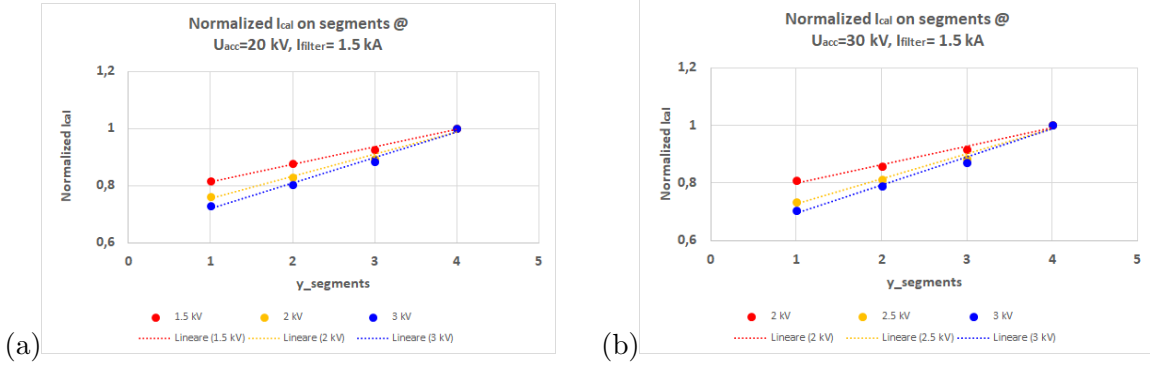 Normalized Ical on segments @
Uacc=20 kV, Ifilter= 1.5 kA
1,2
1
0,8
0,6
Normalized Ical
0 1 2 3 4 5
y_segments
1.5 kV 2 kV 3 kV
Lineare (1.5 kV) Lineare (2 kV) Lineare (3 kV)
(a)
Normalized Ical on segments @
Uacc=30 kV, Ifilter= 1.5 kA
1,2
1
0,8
0,6
Normalized Ical
0 1 2 3 4 5
y_segments
2 kV 2.5 kV 3 kV
Lineare (2 kV) Lineare (2.5 kV) Lineare (3 kV)
(b)